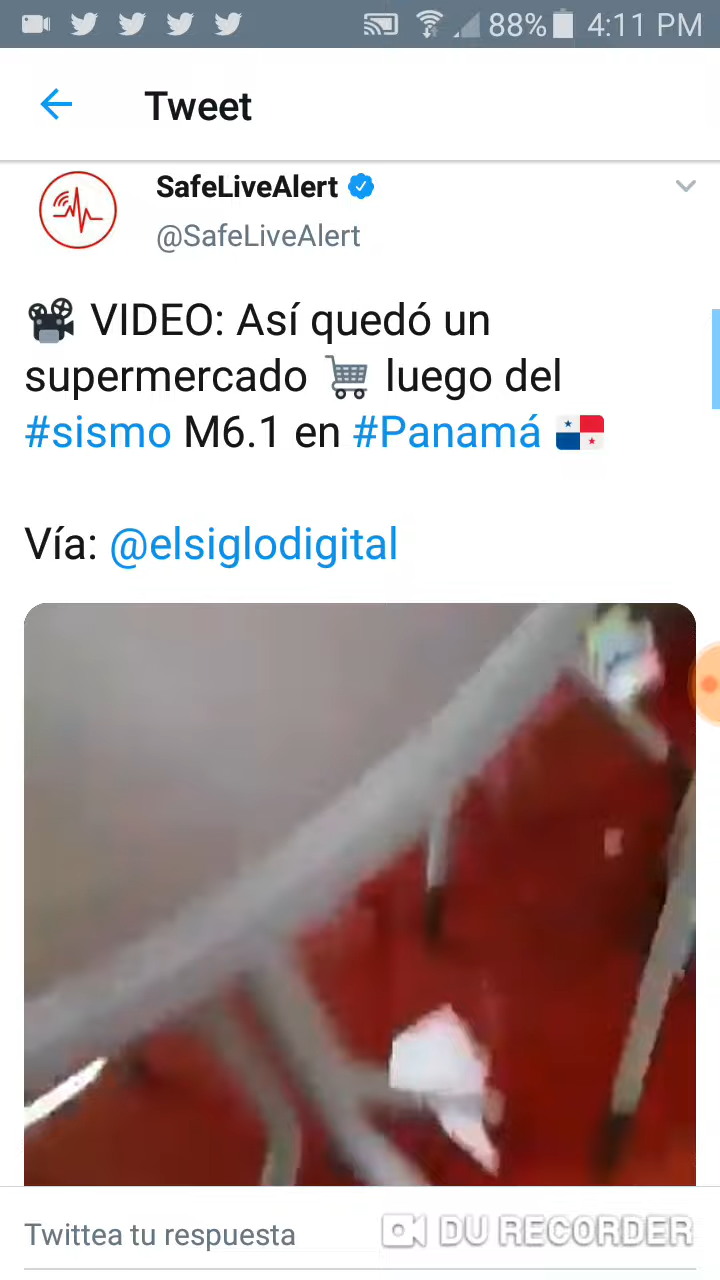 88% 4:11 PM
Tweet
SafeLiveAlert
@SafeLiveAlert
VIDEO: Así quedó un
supermercado luego del
#sismo M6.1 en #Panamá
Vía: @elsiglodigital
Twittea tu respuesta
DU RECORDER